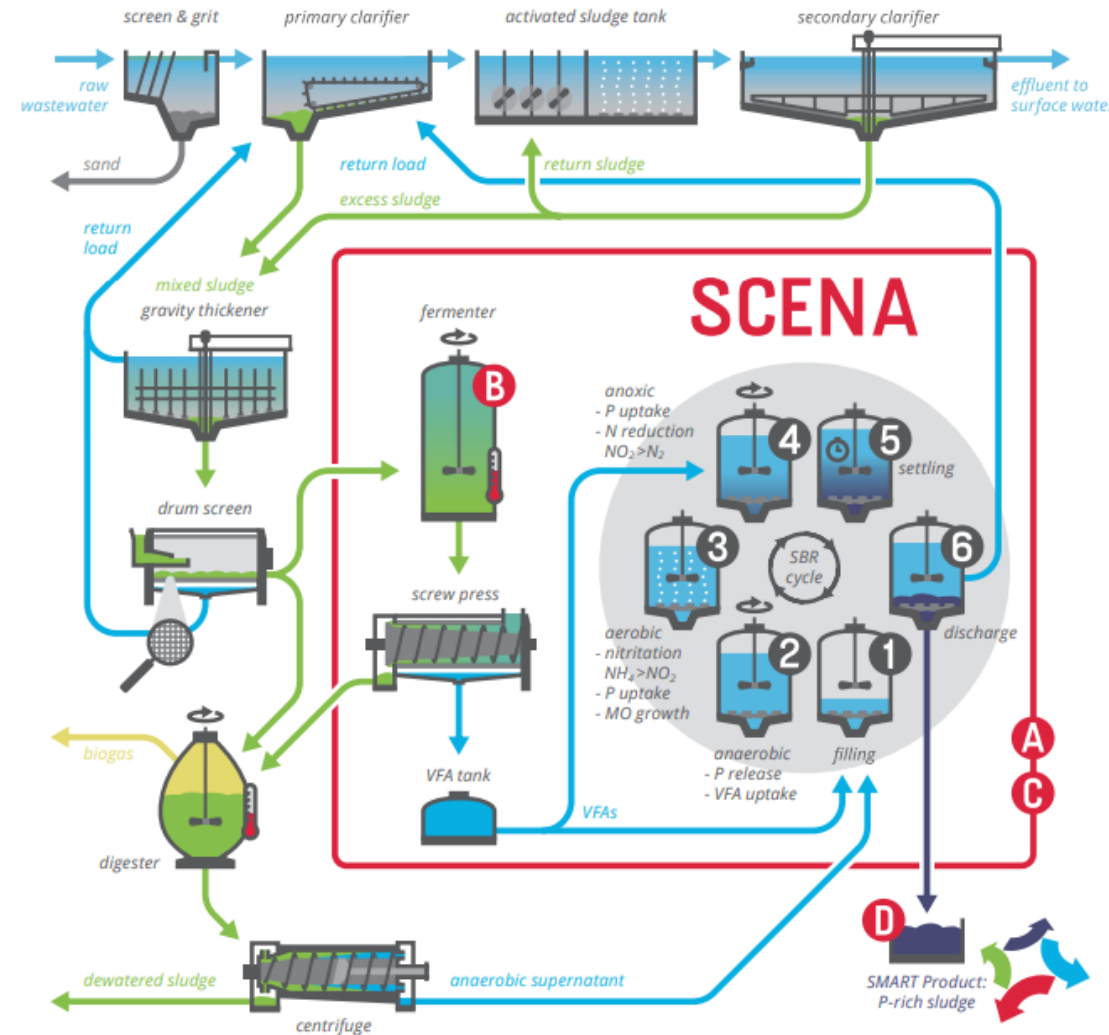 screen & grit
primary clarifier
activated sludge tank
secondary clarifier
raw
wastewater
effluent to
surface water
sand
return load
return sludge
excess sludge
return
load
mixed sludge
gravity thickener
SCENA
fermenter
B
anoxic
- P uptake
- N reduction
NO₂>N₂
4
5
settling
drum screen
3
SBR
cycle
6
screw press
discharge
aerobic
- nitritation
NH₄>NO₂
- P uptake
- MO growth
2
1
biogas
anaerobic
- P release
- VFA uptake
filling
A
VFA tank
C
VFAs
digester
D
dewatered sludge
anaerobic supernatant
SMART Product:
P-rich sludge
centrifuge